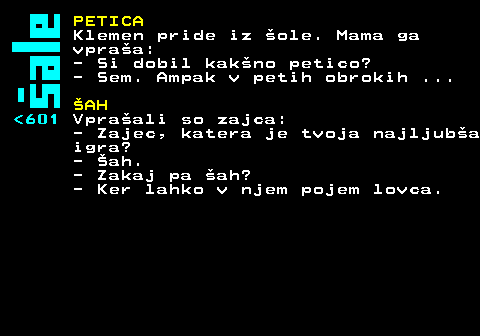 šale
<601
PETICA
Klemen pride iz šole. Mama ga
vpraša:
- Si dobil kakšno petico?
- Sem. Ampak v petih obrokih ...
ŠAH
Vprašali so zajca:
- Zajec, katera je tvoja najljubša
igra?
- Šah.
- Zakaj pa šah?
- Ker lahko v njem pojem lovca.